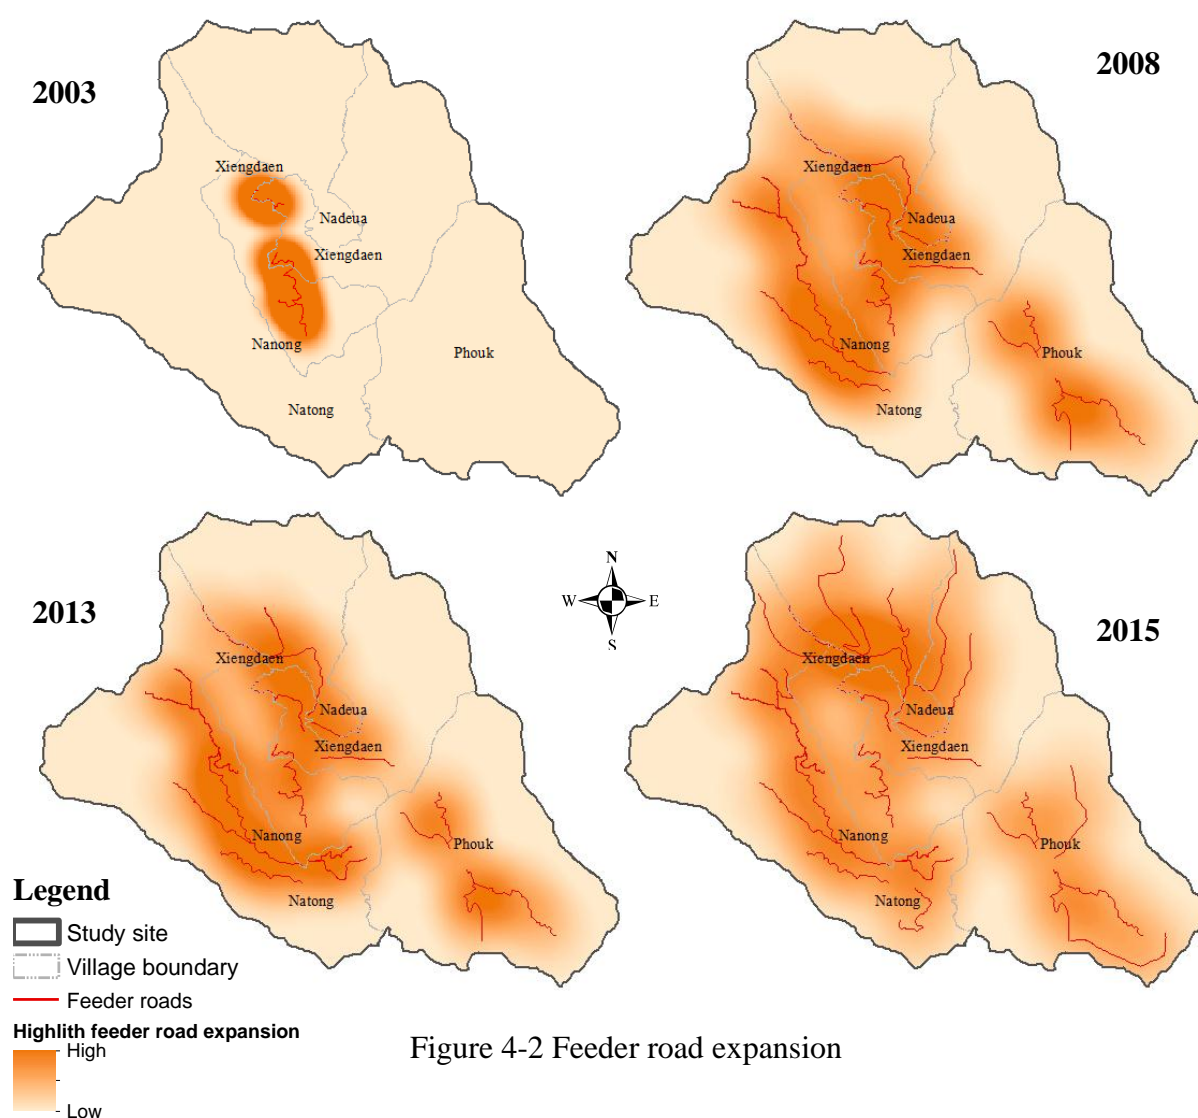 2003
Xiengdaen
Nadeua
Xiengdaen
Nanong
Phouk
Natong
2008
Xiengdaen
Nadeua
Xiengdaen
Nanong
Phouk
Natong
2013
Xiengdaen
Nadeua
Xiengdaen
Nanong
Phouk
Natong
N
W E
S
2015
Xiengdaen
Nadeua
Xiengdaen
Nanong
Phouk
Natong
Legend
Study site
Village boundary
Feeder roads
Highlith feeder road expansion
High
Low
Figure 4-2 Feeder road expansion